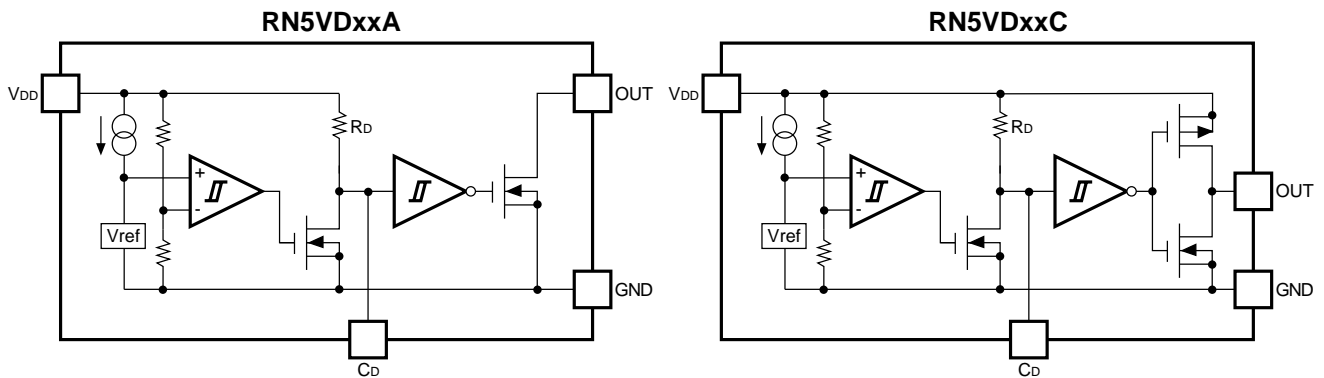 RN5VDxxA
VDD
OUT
RD
+
-
Vref
GND
CD
RN5VDxxC
VDD
RD
+
-
OUT
Vref
GND
CD